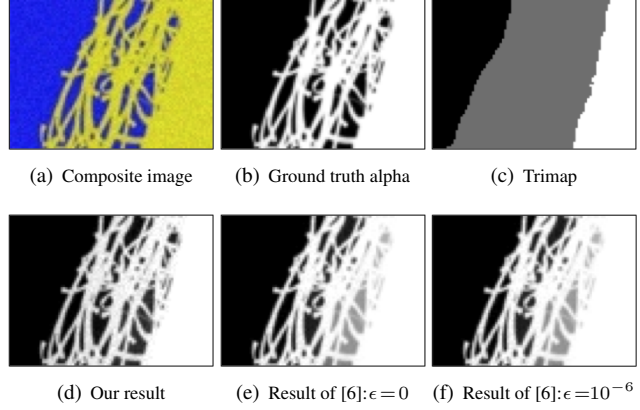 (a) Composite image (b) Ground truth alpha (c) Trimap
(d) Our result (e) Result of [6]:ϵ=0 (f) Result of [6]:ϵ=10⁻⁶